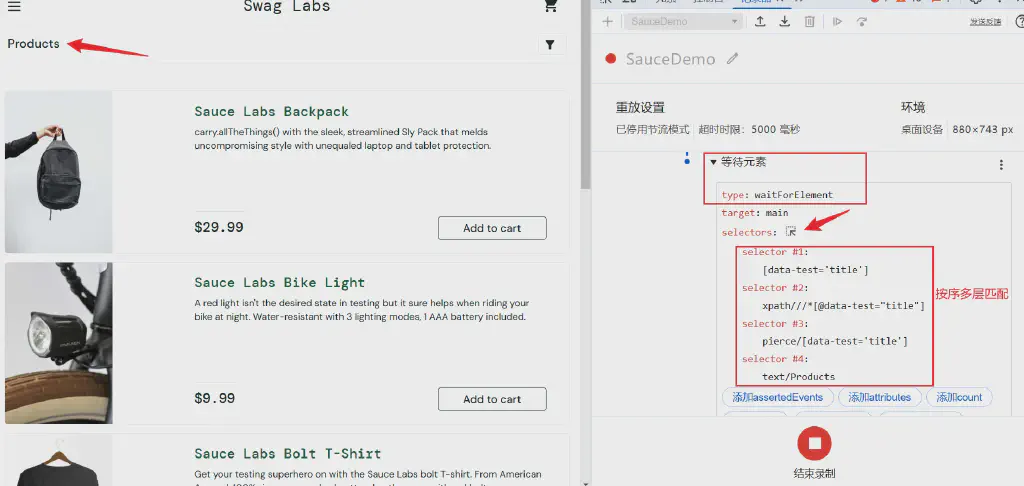 Swag Labs
Products
Sauce Labs Backpack
carry.allTheThings() with the sleek, streamlined Sly Pack that melds
uncompromising style with unequaled laptop and tablet protection.
$29.99
Add to cart
Sauce Labs Bike Light
A red light isn't the desired state in testing but it sure helps when riding your
bike at night. Water-resistant with 3 lighting modes, 1 AAA battery included.
$9.99
Add to cart
Sauce Labs Bolt T-Shirt
Get your testing superhero on with the Sauce Labs bolt T-shirt. From American
SauceDemo
发送反馈
SauceDemo
重放设置
环境
已停用节流模式
超时时限：5000 毫秒
桌面设备
880×743 px
等待元素
type: waitForElement
target: main
selectors:
selector #1:
[data-test='title']
selector #2:
xpath///*[@data-test="title"]
selector #3:
pierce/[data-test='title']
selector #4:
text/Products
按序多层匹配
添加assertedEvents
添加attributes
添加count
结束录制